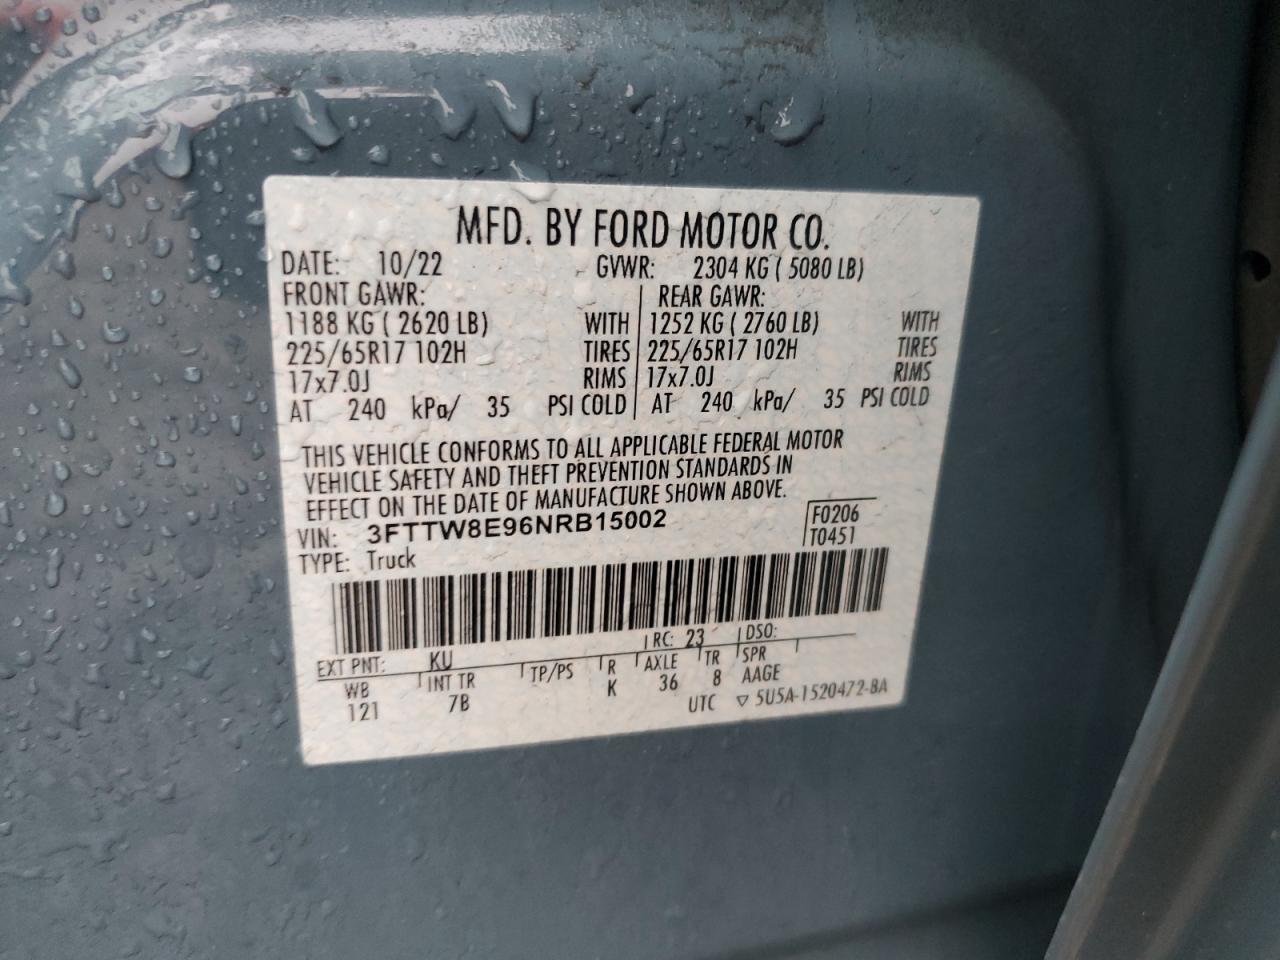 MFD. BY FORD MOTOR CO.
DATE: 10/22 GVWR: 2304 KG ( 5080 LB)
FRONT GAWR: REAR GAWR:
1188 KG ( 2620 LB) WITH 1252 KG ( 2760 LB) WITH
225/65R17 102H TIRES 225/65R17 102H TIRES
17x7.0J RIMS 17x7.0J RIMS
AT 240 kPa/ 35 PSI COLD AT 240 kPa/ 35 PSI COLD
THIS VEHICLE CONFORMS TO ALL APPLICABLE FEDERAL MOTOR
VEHICLE SAFETY AND THEFT PREVENTION STANDARDS IN
EFFECT ON THE DATE OF MANUFACTURE SHOWN ABOVE.
VIN: 3FTTW8E96NRB15002 F0206
TYPE: Truck T0451
EXT PNT: KU RC: 23 DSO:
WB INT TR TP/PS R AXLE TR SPR
121 7B K 36 8 AAGE
UTC ▽ 5U5A-1520472-BA